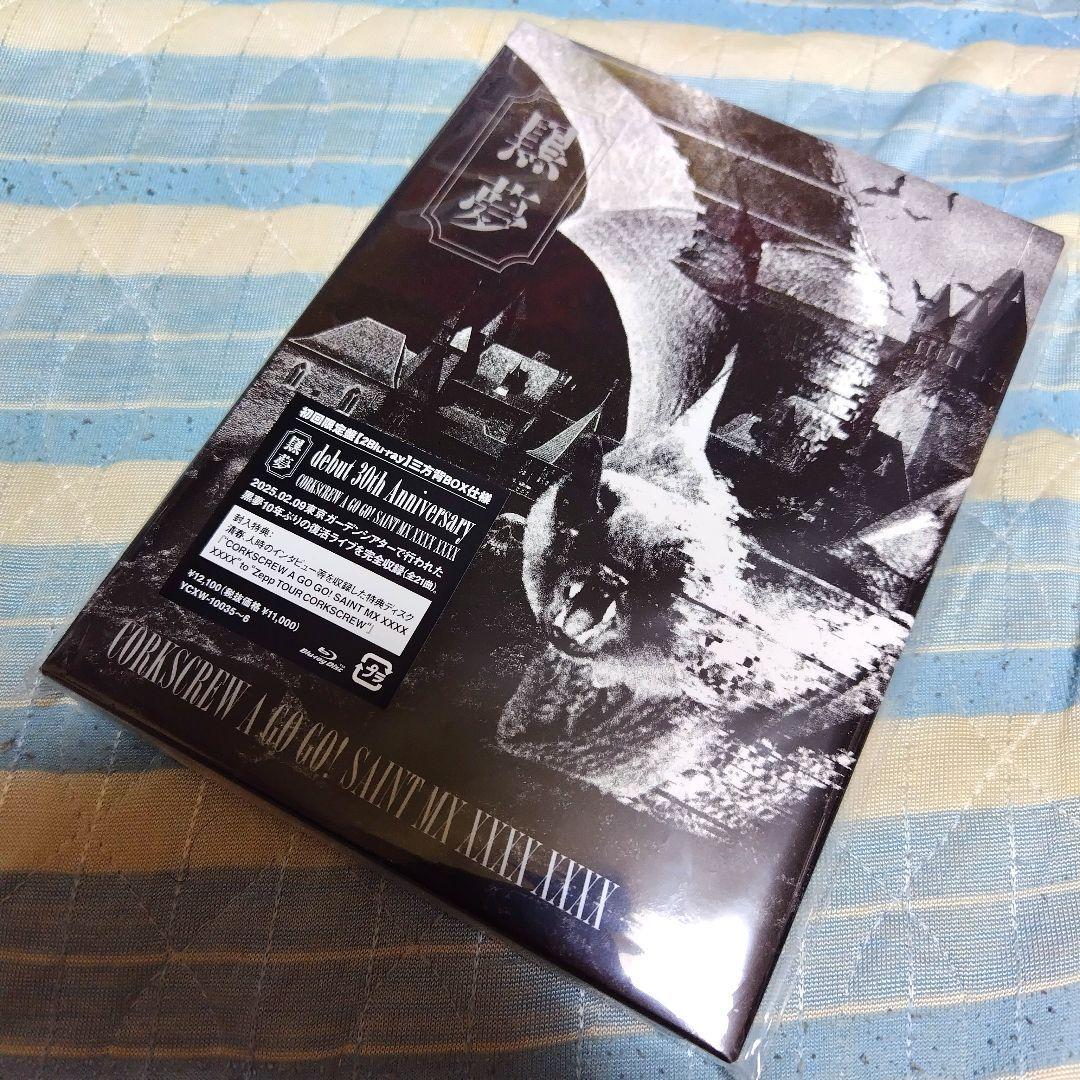 黒夢
初回限定盤【2Blu-ray】三方背BOX仕様
黒夢
debut 30th Anniversary
CORKSCREW A GO GO! SAINT MX XXXX XXXX
2025.02.09東京ガーデンシアターで行われた
黒夢10年ぶりの復活ライブを完全収録(全21曲)。
封入特典:
清春、人時のインタビュー等を収録した特典ディスク
『"CORKSCREW A GO GO! SAINT MX XXXX
XXXX" to "Zepp TOUR CORKSCREW"』
¥12,100(税抜価格 ¥11,000)
YCXW-10035〜6
Blu-ray Disc™
プラ
CORKSCREW A GO GO! SAINT MX XXXX XXXX